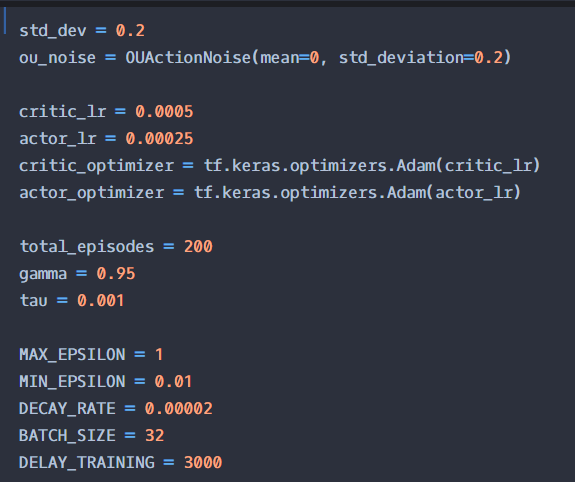 std_dev = 0.2
ou_noise = OUActionNoise(mean=0, std_deviation=0.2)
critic_lr = 0.0005
actor_lr = 0.00025
critic_optimizer = tf.keras.optimizers.Adam(critic_lr)
actor_optimizer = tf.keras.optimizers.Adam(actor_lr)
total_episodes = 200
gamma = 0.95
tau = 0.001
MAX_EPSILON = 1
MIN_EPSILON = 0.01
DECAY_RATE = 0.00002
BATCH_SIZE = 32
DELAY_TRAINING = 3000